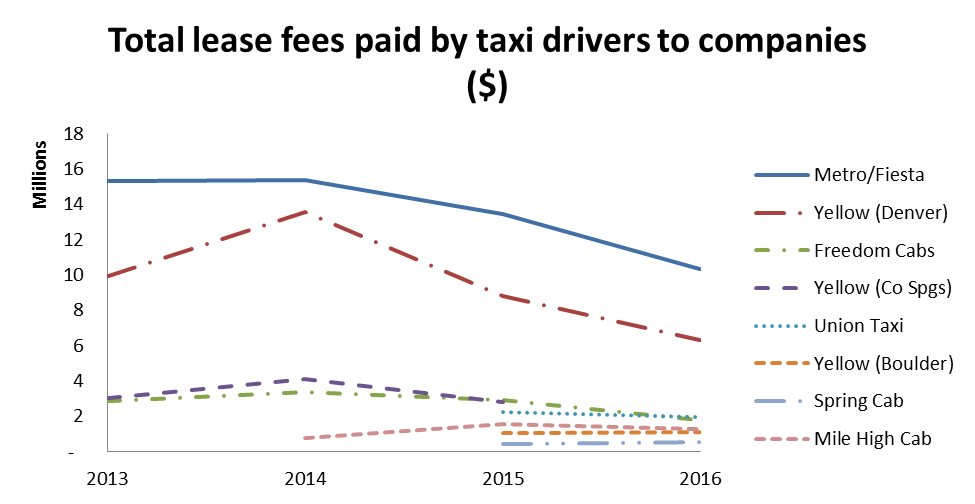 Total lease fees paid by taxi drivers to companies
($)
Millions
18
16
14
12
10
8
6
4
2
-
2013
2014
2015
2016
Metro/Fiesta
Yellow (Denver)
Freedom Cabs
Yellow (Co Spgs)
Union Taxi
Yellow (Boulder)
Spring Cab
Mile High Cab